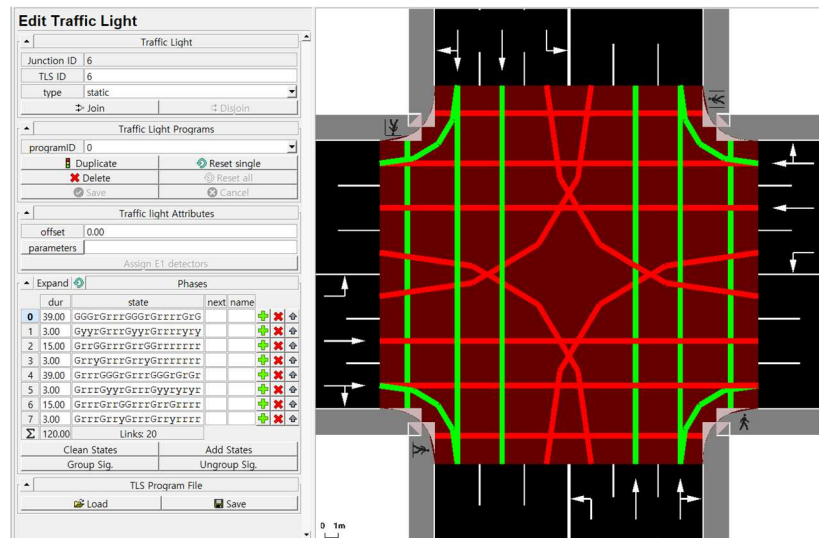 Edit Traffic Light
Traffic Light
Junction ID 6
TLS ID 6
type static
Join Disjoin
Traffic Light Programs
programID 0
Duplicate Reset single
Delete Reset all
Save Cancel
Traffic light Attributes
offset 0.00
parameters
Assign E1 detectors
Expand Phases
dur state next name
0 39.00 GGGrGrrrGGGrGrrrrGrG
1 3.00 GyyrGrrrGyyrGrrrryry
2 15.00 GrrGGrrrGrrGGrrrrrrr
3 3.00 GrryGrrrGrryGrrrrrrr
4 39.00 GrrrGGGrGrrrGGGrGrGr
5 3.00 GrrrGyyrGrrrGyyryryr
6 15.00 GrrrGrrGGrrrGrrGrrrr
7 3.00 GrrrGrryGrrrGrryrrrr
Σ 120.00 Links: 20
Clean States Add States
Group Sig. Ungroup Sig.
TLS Program File
Load Save
0 1m